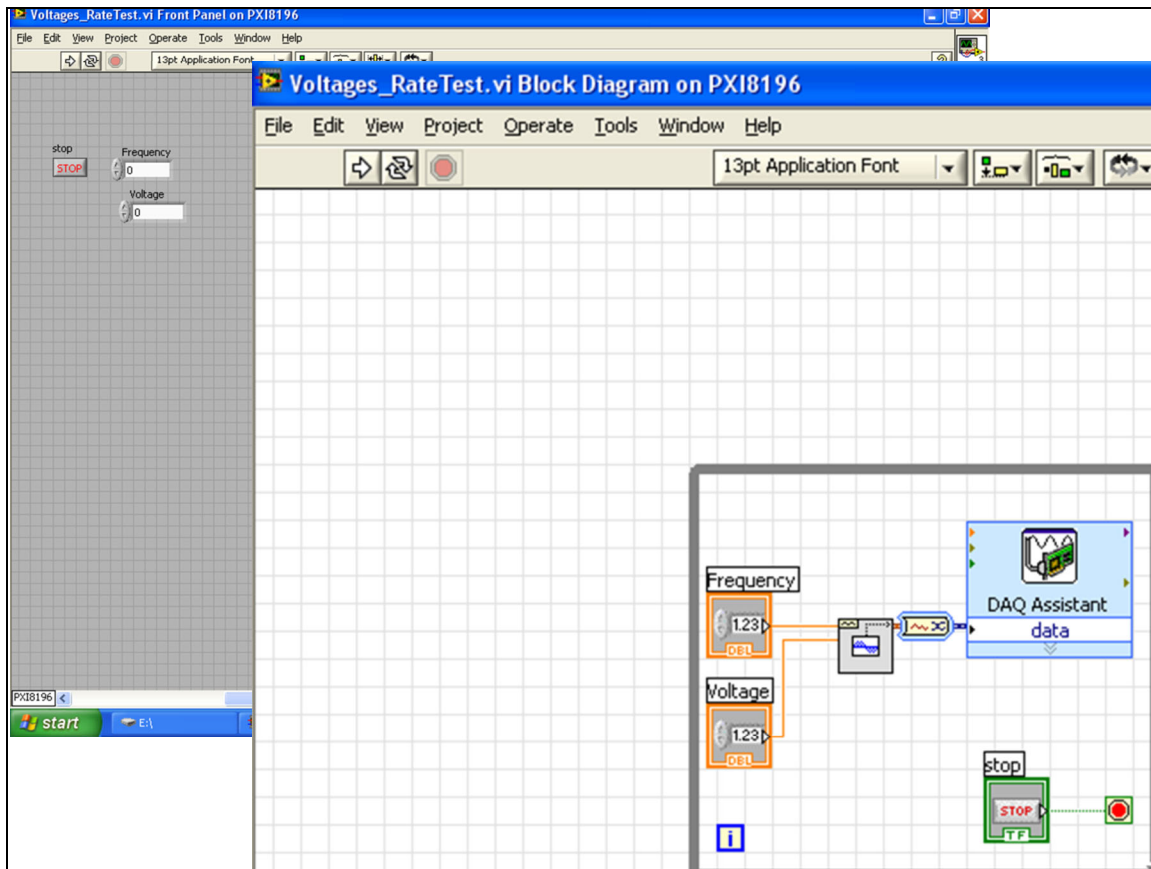 Voltages_RateTest.vi Front Panel on PXI8196
File Edit View Project Operate Tools Window Help
13pt Application Font
3
stop
STOP
Frequency
0
Voltage
0
PXI8196
start
E:\
Voltages_RateTest.vi Block Diagram on PXI8196
File Edit View Project Operate Tools Window Help
13pt Application Font
Frequency
1.23
DBL
DAQ Assistant
data
Voltage
1.23
DBL
stop
STOP
TF
i